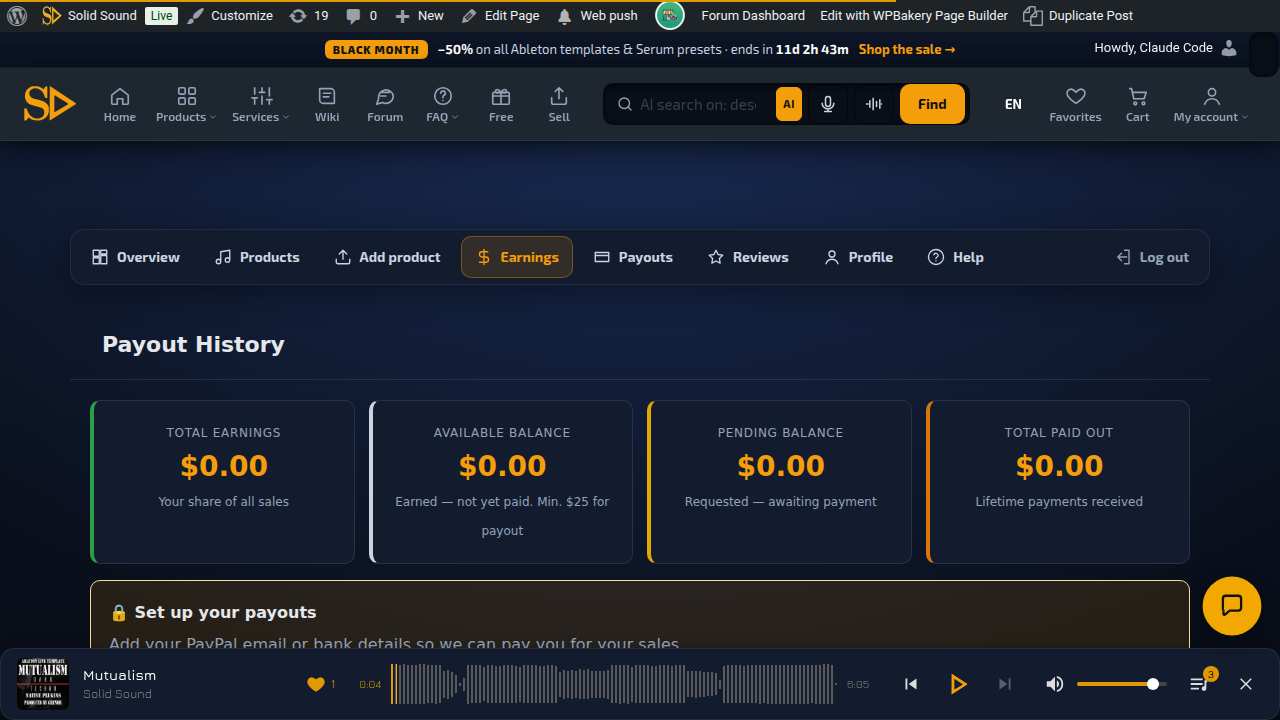 Solid Sound Live Customize 19 0 New Edit Page Web push Forum Dashboard Edit with WPBakery Page Builder Duplicate Post
BLACK MONTH −50% on all Ableton templates & Serum presets · ends in 11d 2h 43m Shop the sale →
Howdy, Claude Code
Home Products Services Wiki Forum FAQ Free Sell
AI search on: des
AI
Find
EN
Favorites Cart My account
Overview Products Add product Earnings Payouts Reviews Profile Help Log out
Payout History
TOTAL EARNINGS
$0.00
Your share of all sales
AVAILABLE BALANCE
$0.00
Earned — not yet paid. Min. $25 for
payout
PENDING BALANCE
$0.00
Requested — awaiting payment
TOTAL PAID OUT
$0.00
Lifetime payments received
Set up your payouts
Add your PayPal email or bank details so we can pay you for your sales.
MUTUALISM
Mutualism
Solid Sound
1
0:04
6:05
3